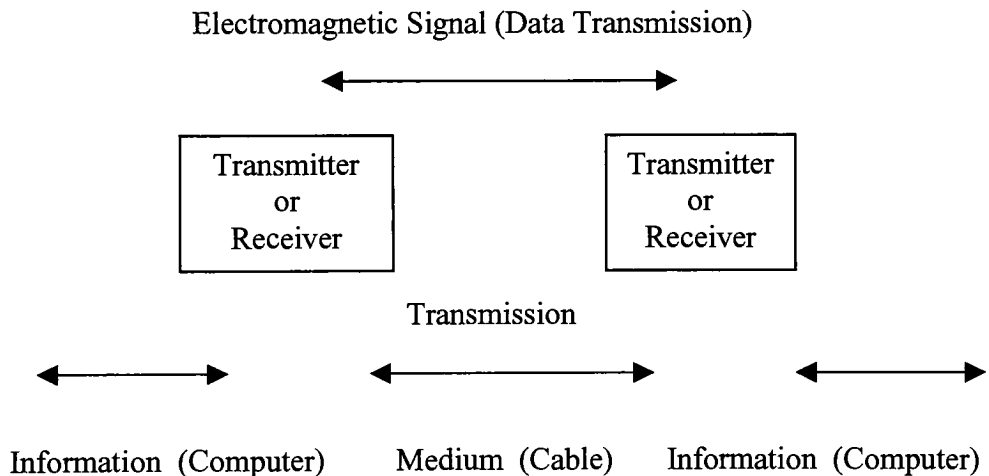 Electromagnetic Signal (Data Transmission)
Transmitter
or
Receiver
Transmitter
or
Receiver
Transmission
Information (Computer)
Medium (Cable)
Information (Computer)